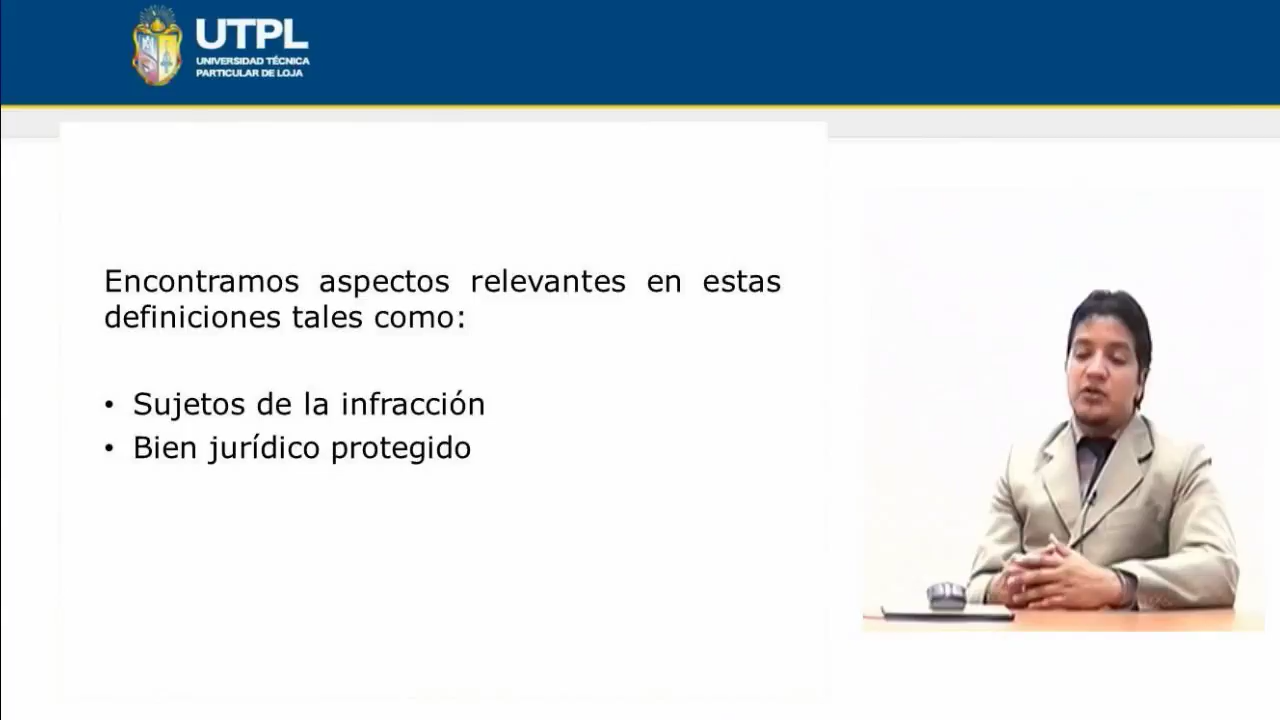 UTPL
UNIVERSIDAD TÉCNICA
PARTICULAR DE LOJA
Encontramos aspectos relevantes en estas
definiciones tales como:
• Sujetos de la infracción
• Bien jurídico protegido